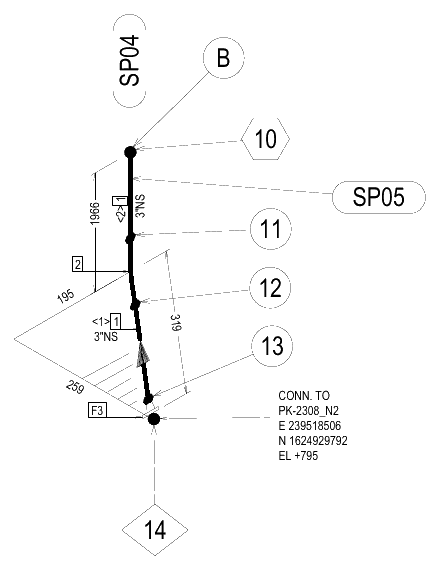 SP04
B
10
SP05
1966
<2> 1
3"NS
11
2
195
12
<1> 1
3"NS
319
13
259
F3
CONN. TO
PK-2308_N2
E 239518506
N 1624929792
EL +795
14